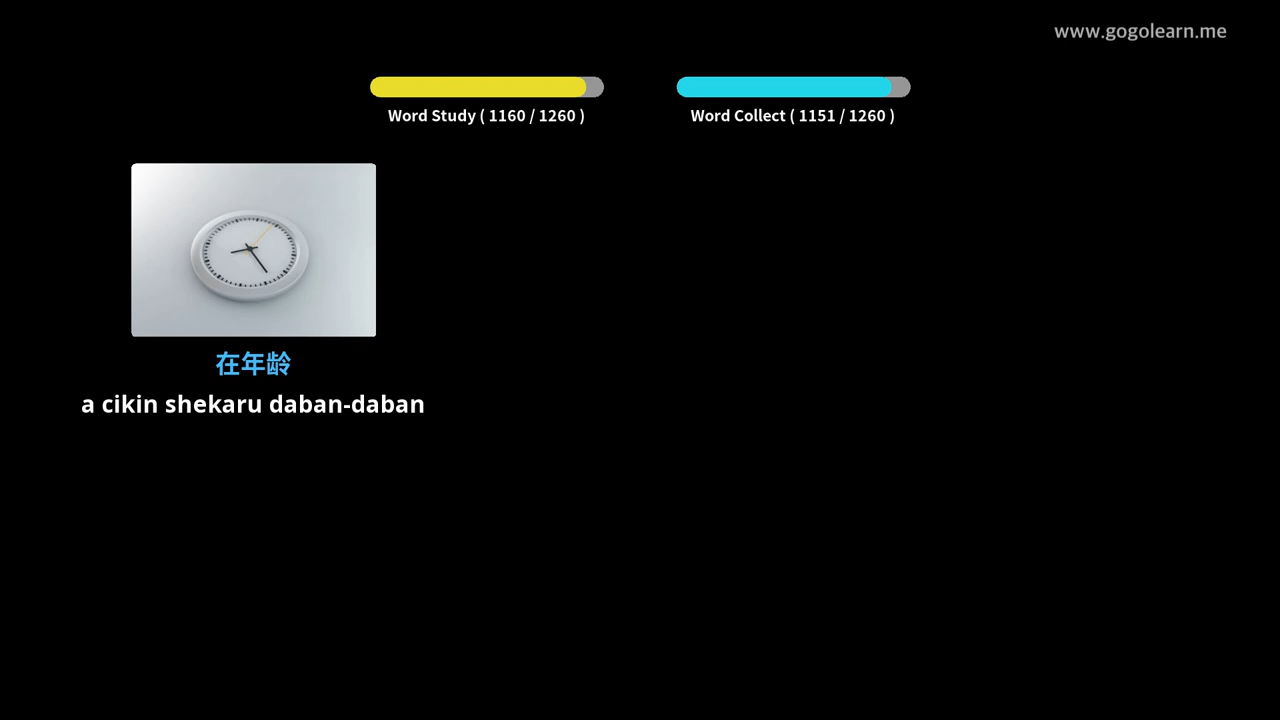 www.gogolearn.me
Word Study ( 1160 / 1260 )
Word Collect ( 1151 / 1260 )
在年龄
a cikin shekaru daban-daban